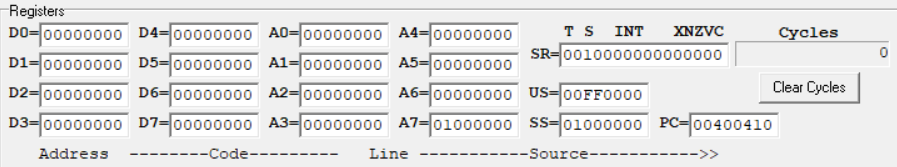 Registers
D0=00000000 D4=00000000 A0=00000000 A4=00000000 T S INT XNZVC Cycles
D1=00000000 D5=00000000 A1=00000000 A5=00000000 SR=0010000000000000 0
D2=00000000 D6=00000000 A2=00000000 A6=00000000 US=00FF0000 Clear Cycles
D3=00000000 D7=00000000 A3=00000000 A7=01000000 SS=01000000 PC=00400410
Address --------Code--------- Line -----------Source----------->>